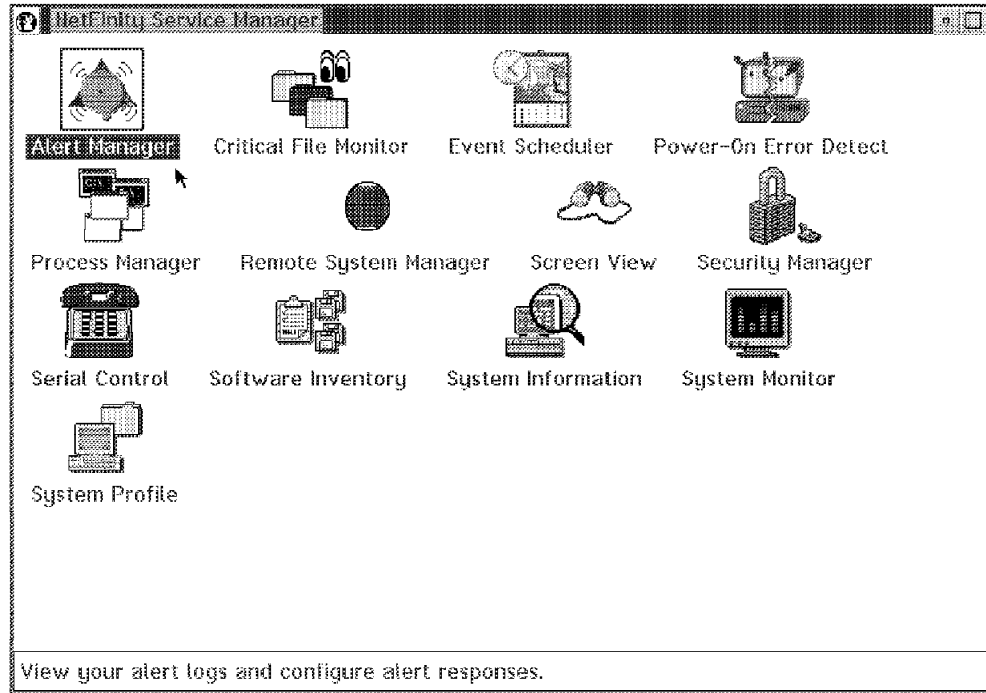 NetFinity Service Manager
Alert Manager
Critical File Monitor
Event Scheduler
Power-On Error Detect
Process Manager
Remote System Manager
Screen View
Security Manager
Serial Control
Software Inventory
System Information
System Monitor
System Profile
View your alert logs and configure alert responses.